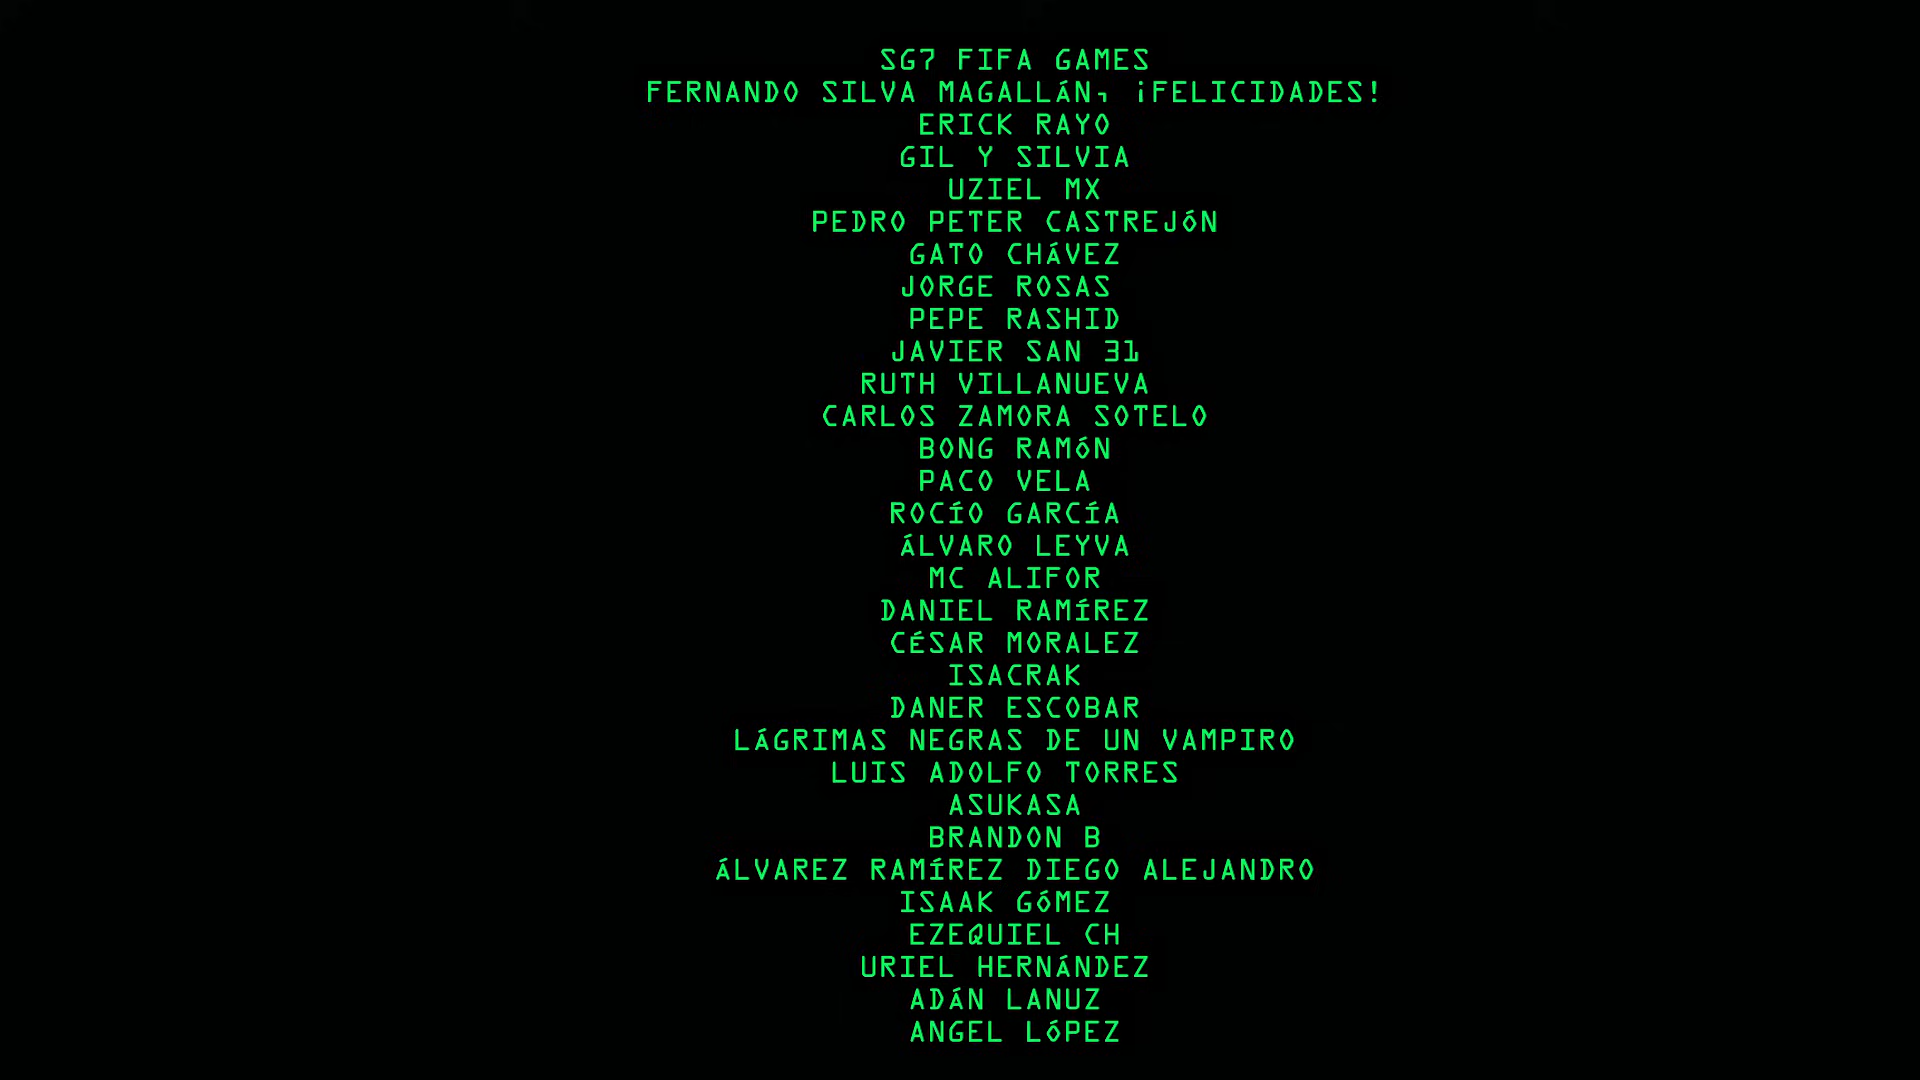 SG7 FIFA GAMES
FERNANDO SILVA MAGALLÁN, ¡FELICIDADES!
ERICK RAYO
GIL Y SILVIA
UZIEL MX
PEDRO PETER CASTREJÓN
GATO CHÁVEZ
JORGE ROSAS
PEPE RASHID
JAVIER SAN 31
RUTH VILLANUEVA
CARLOS ZAMORA SOTELO
BONG RAMÓN
PACO VELA
ROCÍO GARCÍA
ÁLVARO LEYVA
MC ALIFOR
DANIEL RAMÍREZ
CÉSAR MORALEZ
ISACRAK
DANER ESCOBAR
LÁGRIMAS NEGRAS DE UN VAMPIRO
LUIS ADOLFO TORRES
ASUKASA
BRANDON B
ÁLVAREZ RAMÍREZ DIEGO ALEJANDRO
ISAAK GÓMEZ
EZEQUIEL CH
URIEL HERNÁNDEZ
ADÁN LANUZ
ANGEL LÓPEZ